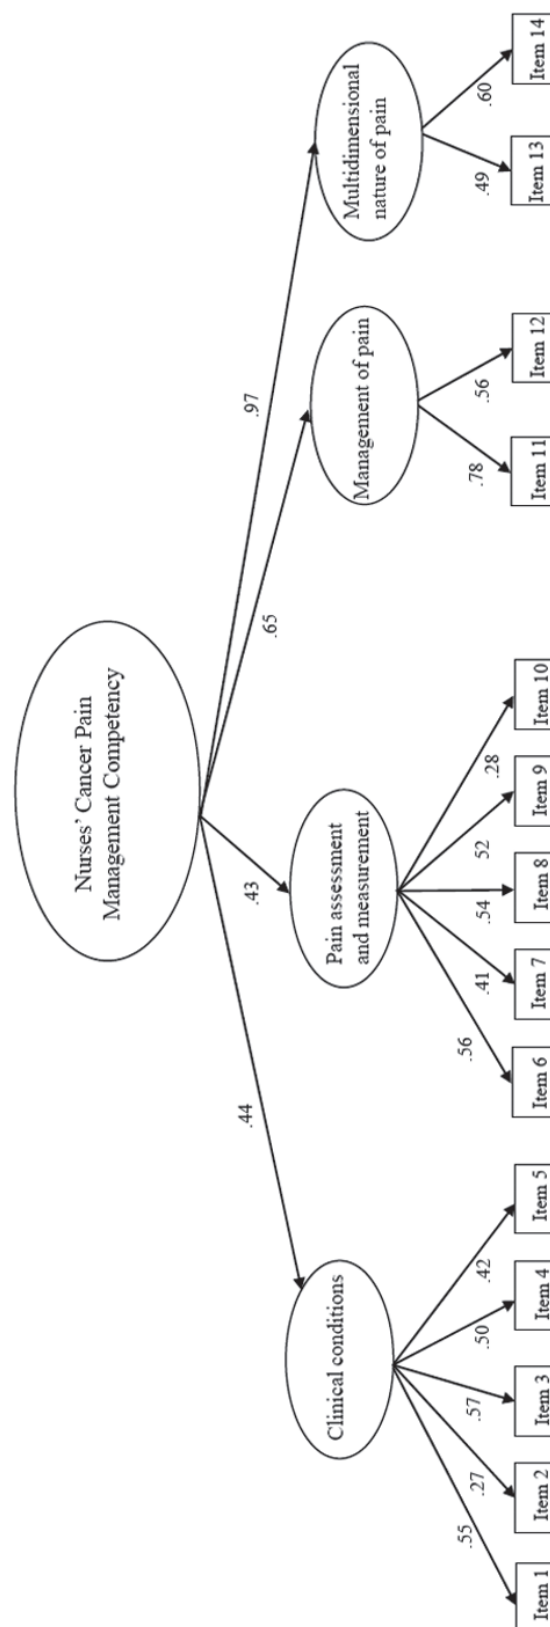 Nurses' Cancer Pain
Management Competency
.44
.43
.65
.97
Clinical conditions
Pain assessment
and measurement
Management of pain
Multidimensional
nature of pain
.55
.27
.57
.50
.42
.56
.41
.54
52
.28
.78
.56
.49
.60
Item 1
Item 2
Item 3
Item 4
Item 5
Item 6
Item 7
Item 8
Item 9
Item 10
Item 11
Item 12
Item 13
Item 14